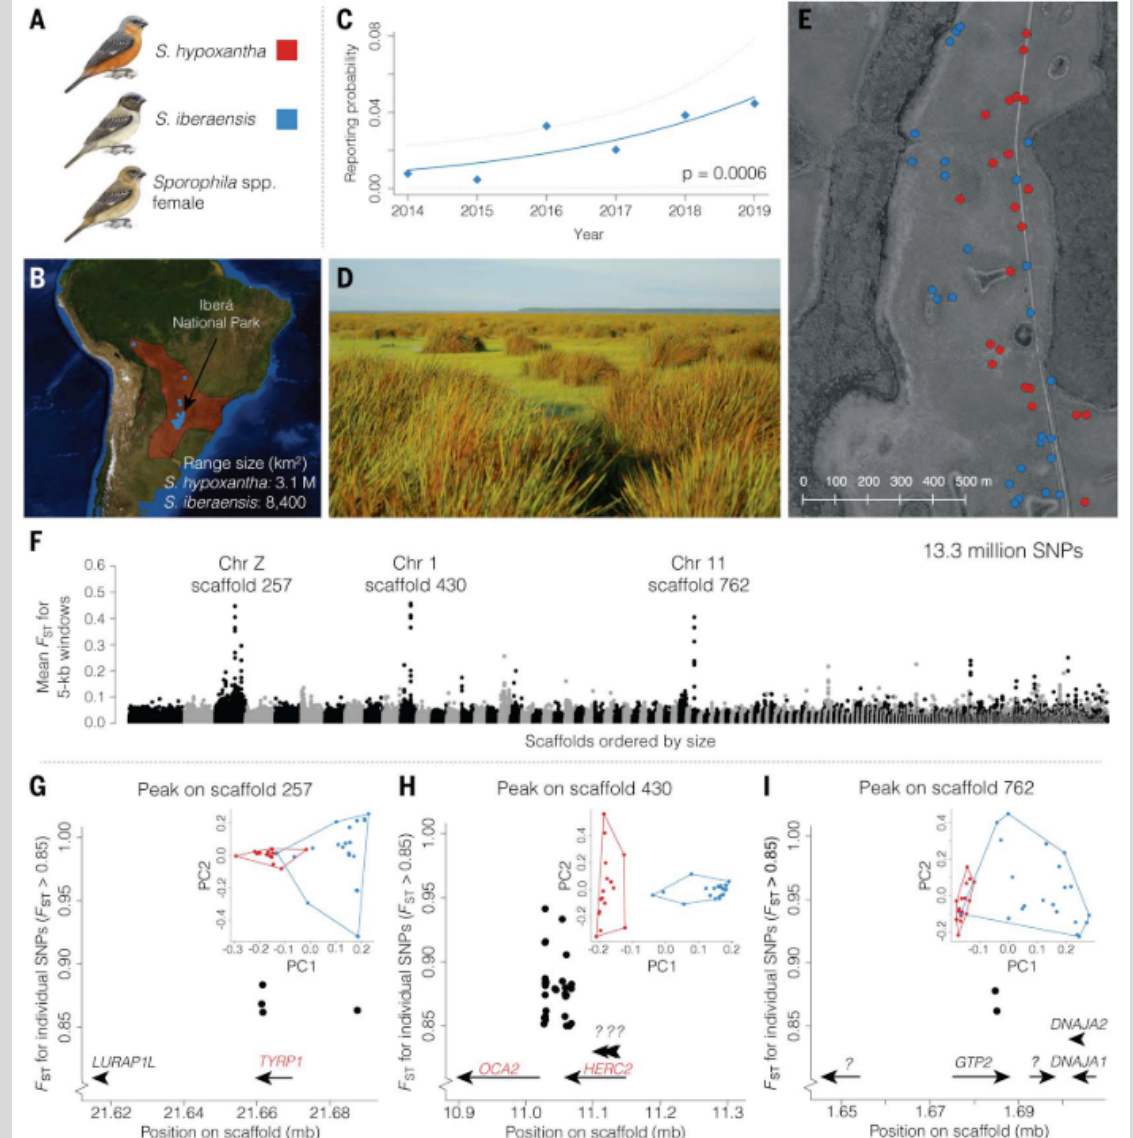 A
S. hypoxantha
S. iberaensis
Sporophila spp.
female
C
Reporting probability
0.08
0.04
0.00
p = 0.0006
2014 2015 2016 2017 2018 2019
Year
B
Iberá
National Park
Range size (km²)
S. hypoxantha: 3.1 M
S. iberaensis: 8,400
D
E
0 100 200 300 400 500 m
F
13.3 million SNPs
Chr Z
scaffold 257
Chr 1
scaffold 430
Chr 11
scaffold 762
Mean FST for
5-kb windows
0.6
0.5
0.4
0.3
0.2
0.1
0.0
Scaffolds ordered by size
G
Peak on scaffold 257
FST for individual SNPs (FST > 0.85)
1.00
0.95
0.90
0.85
PC2
0.2
0.0
-0.2
-0.4
-0.3 -0.2 -0.1 0.0 0.1 0.2
PC1
LURAP1L
TYRP1
21.62 21.64 21.66 21.68
Position on scaffold (mb)
H
Peak on scaffold 430
FST for individual SNPs (FST > 0.85)
1.00
0.95
0.90
0.85
PC2
0.4
0.2
0.0
-0.2
-0.2 -0.1 0.0 0.1 0.2
PC1
? ? ?
OCA2
HERC2
10.9 11.0 11.1 11.2 11.3
Position on scaffold (mb)
I
Peak on scaffold 762
FST for individual SNPs (FST > 0.85)
1.00
0.95
0.90
0.85
PC2
0.4
0.2
0.0
-0.2
-0.1 0.0 0.1 0.2
PC1
DNAJA2
?
GTP2
?
DNAJA1
1.65 1.67 1.69
Position on scaffold (mb)